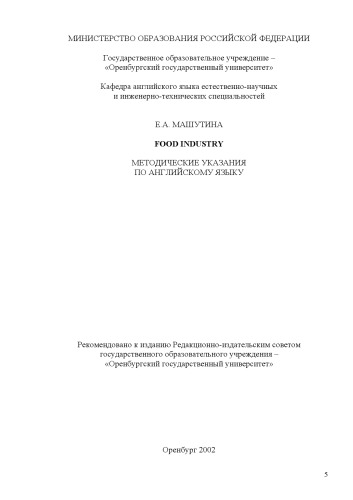 МИНИСТЕРСТВО ОБРАЗОВАНИЯ РОССИЙСКОЙ ФЕДЕРАЦИИ
Государственное образовательное учреждение –
«Оренбургский государственный университет»
Кафедра английского языка естественно-научных
и инженерно-технических специальностей
Е.А. МАШУТИНА
FOOD INDUSTRY
МЕТОДИЧЕСКИЕ УКАЗАНИЯ
ПО АНГЛИЙСКОМУ ЯЗЫКУ
Рекомендовано к изданию Редакционно-издательским советом
государственного образовательного учреждения –
«Оренбургский государственный университет»
Оренбург 2002
5